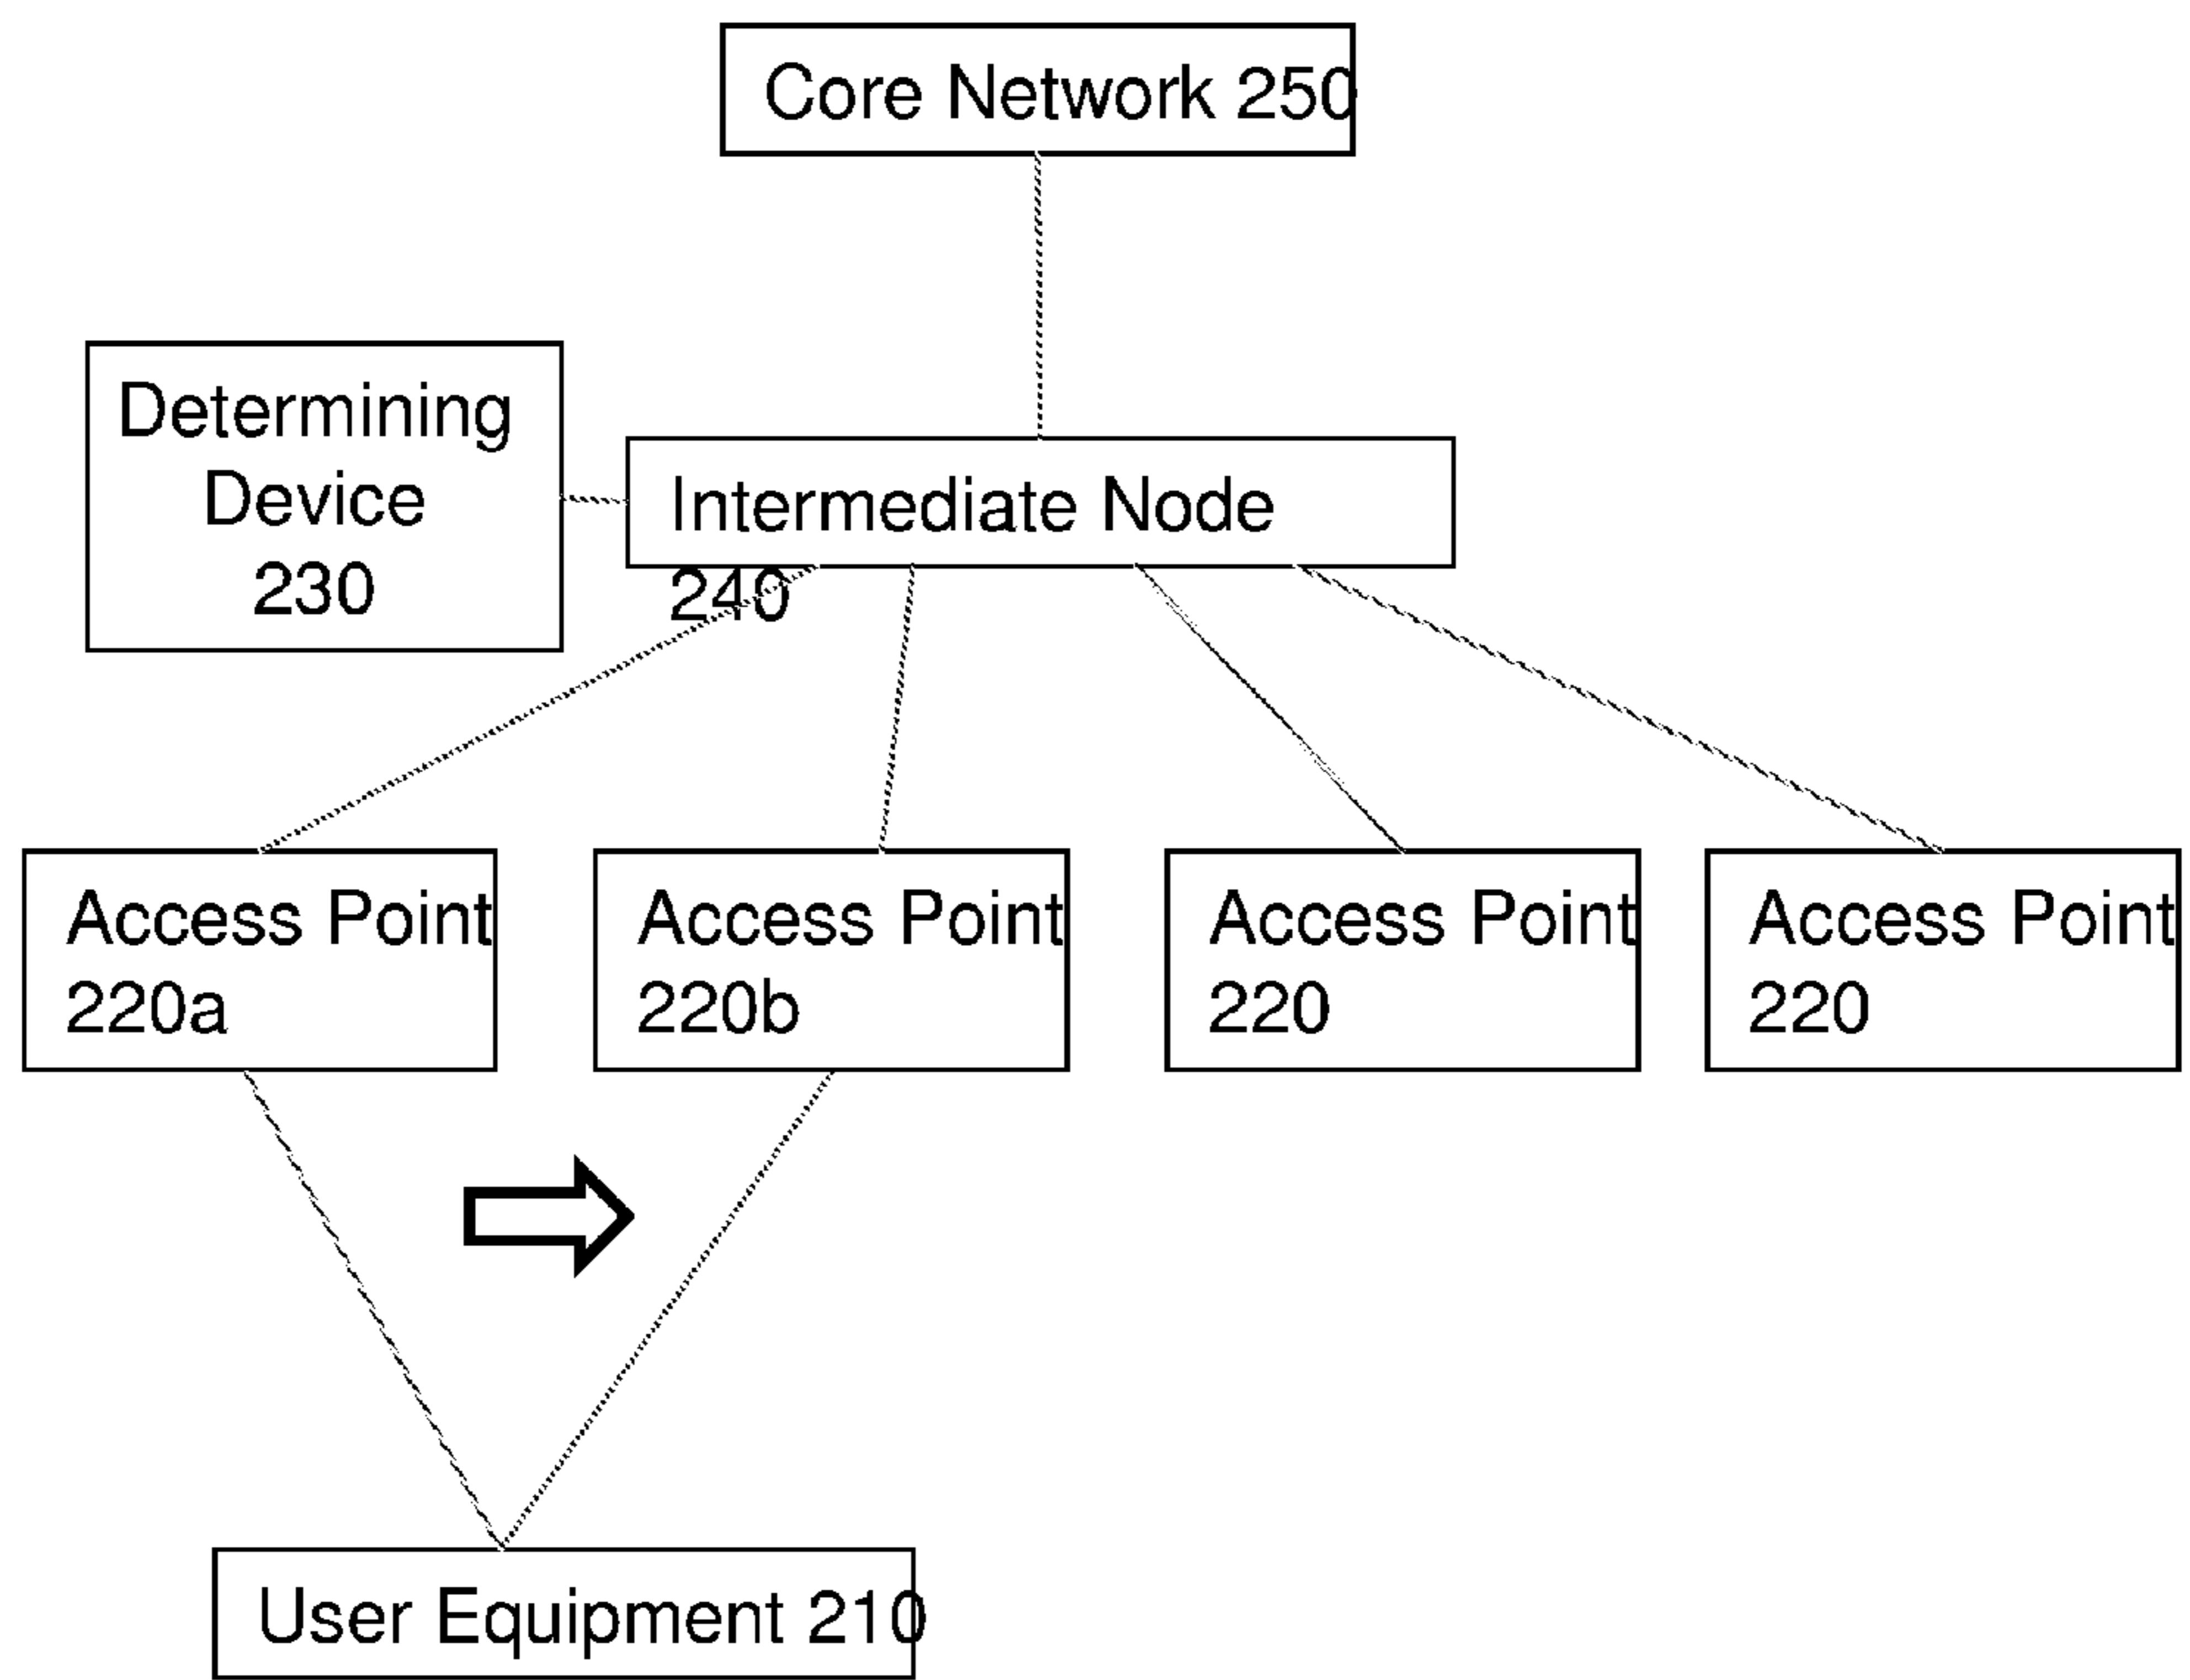 Core Network 250
Determining
Device
230
Intermediate Node
240
Access Point
220a
Access Point
220b
Access Point
220
Access Point
220
User Equipment 210